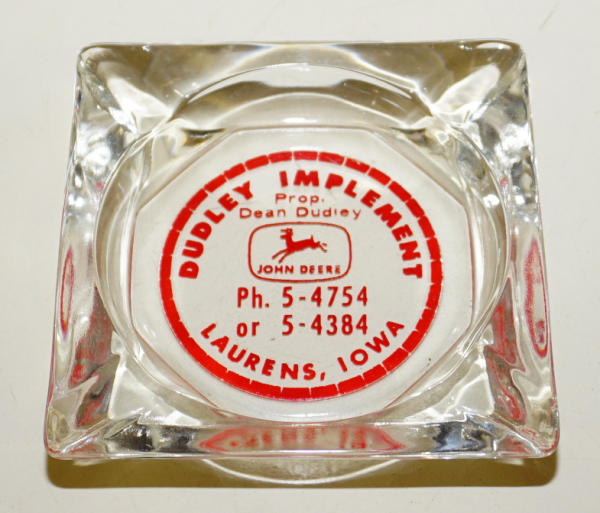 DUDLEY IMPLEMENT
Prop.
Dean Dudley
JOHN DEERE
Ph. 5-4754
or 5-4384
LAURENS, IOWA